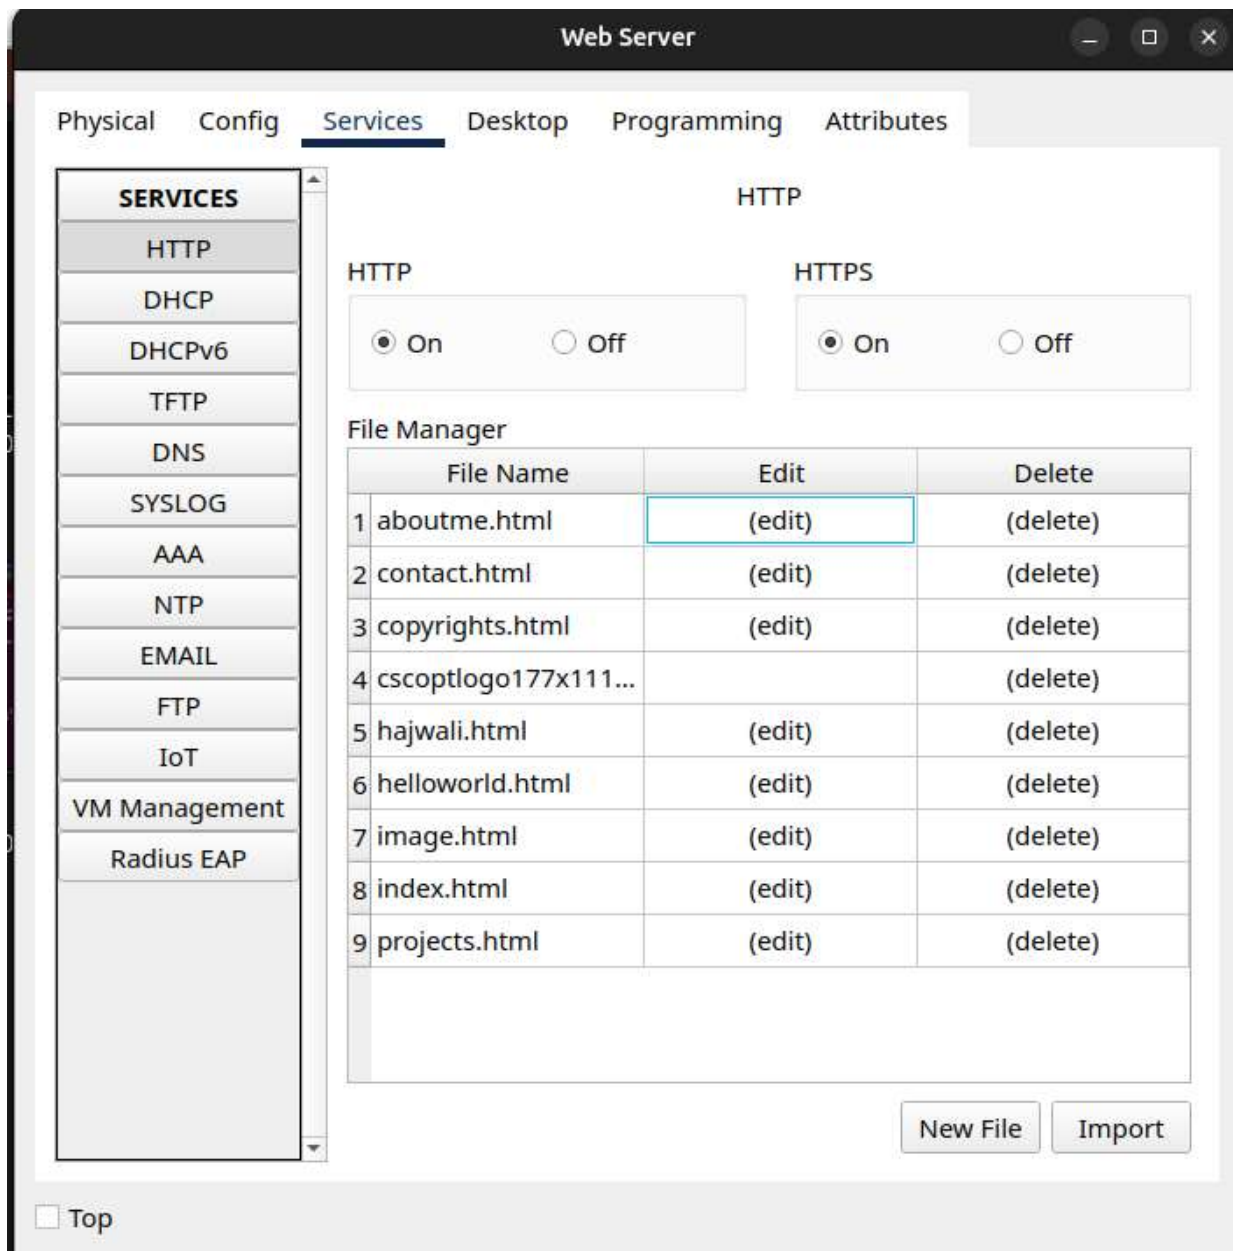 Web Server
Physical Config Services Desktop Programming Attributes
SERVICES
HTTP
DHCP
DHCPv6
TFTP
DNS
SYSLOG
AAA
NTP
EMAIL
FTP
IoT
VM Management
Radius EAP
HTTP
HTTP HTTPS
On Off On Off
File Manager
File Name Edit Delete
1 aboutme.html (edit) (delete)
2 contact.html (edit) (delete)
3 copyrights.html (edit) (delete)
4 cscoptlogo177x111... (delete)
5 hajwali.html (edit) (delete)
6 helloworld.html (edit) (delete)
7 image.html (edit) (delete)
8 index.html (edit) (delete)
9 projects.html (edit) (delete)
New File Import
Top